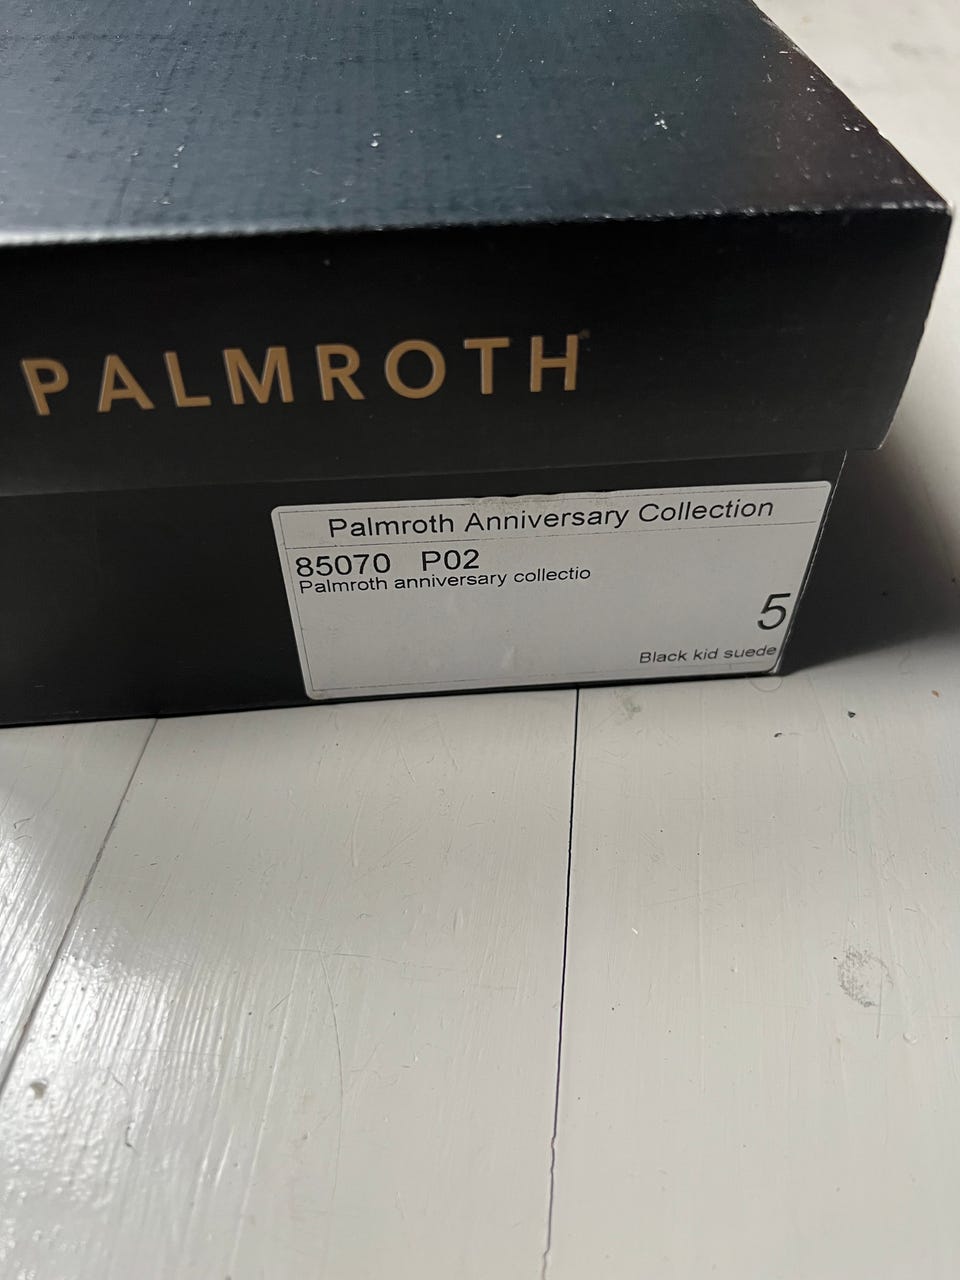 PALMROTH
Palmroth Anniversary Collection
85070 P02
Palmroth anniversary collectio
5
Black kid suede